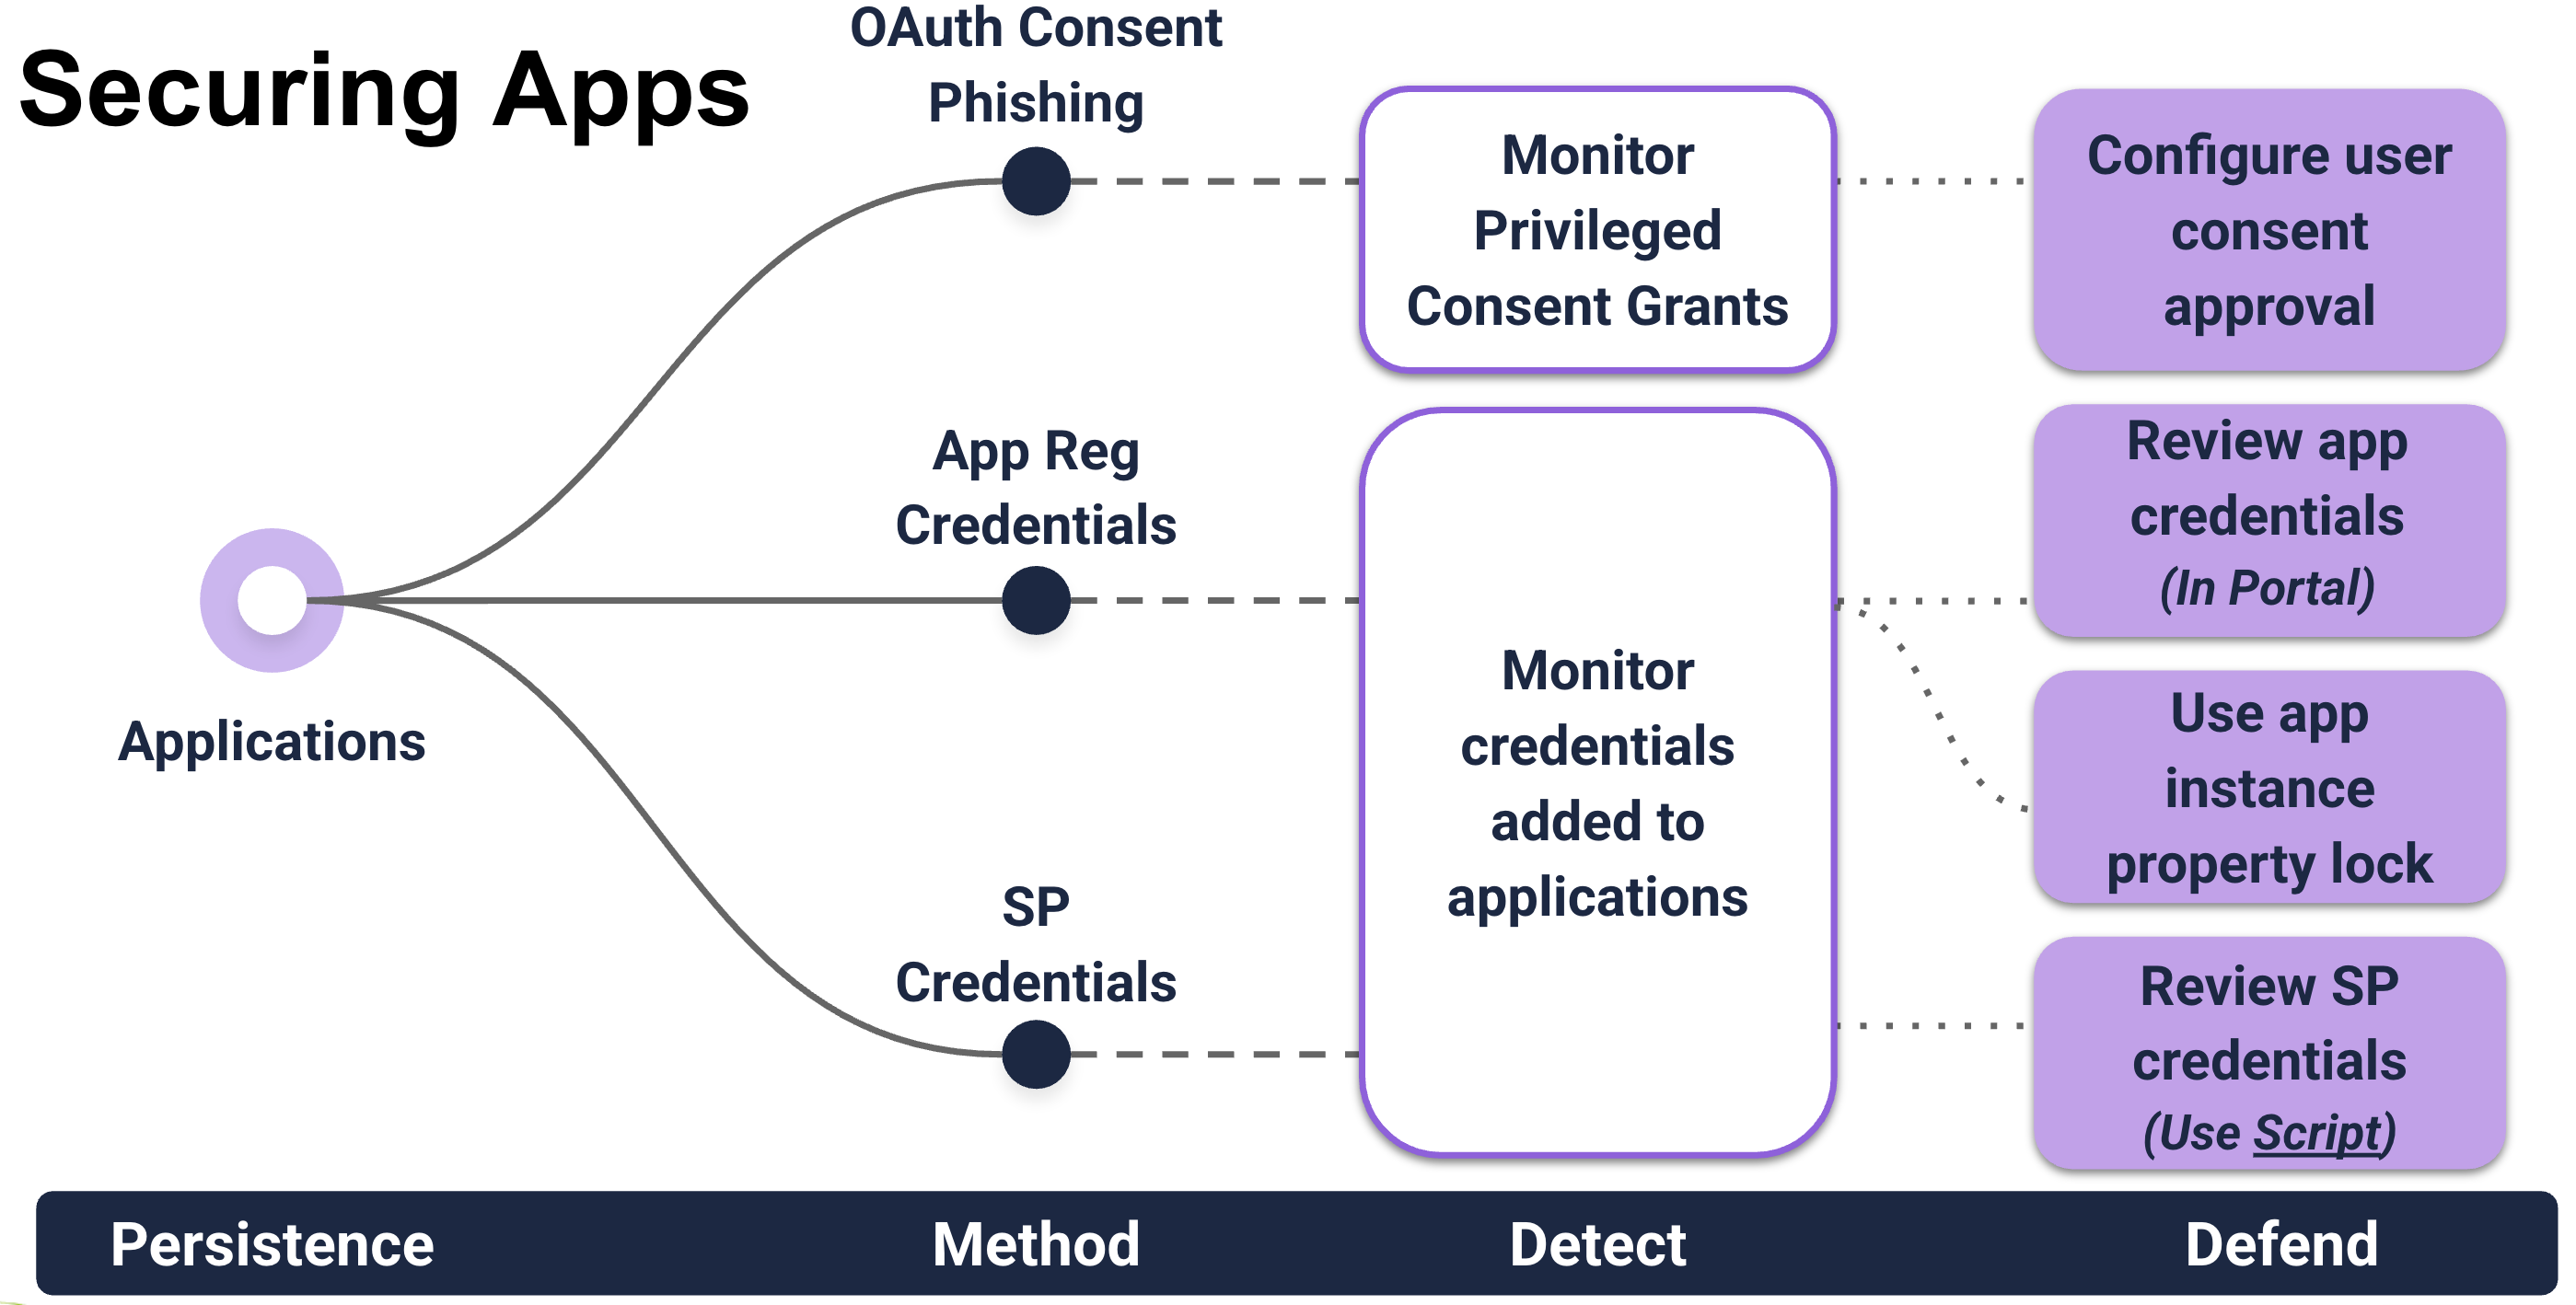 Securing Apps
OAuth Consent
Phishing
Monitor
Privileged
Consent Grants
Configure user
consent
approval
App Reg
Credentials
Review app
credentials
(In Portal)
Applications
Monitor
credentials
added to
applications
Use app
instance
property lock
SP
Credentials
Review SP
credentials
(Use Script)
Persistence
Method
Detect
Defend